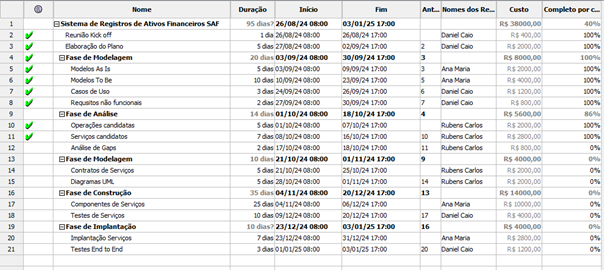 Nome Duração Início Fim Ant... Nomes dos Re... Custo Completo por c...
1 Sistema de Registros de Ativos Financeiros SAF 95 dias? 26/08/24 08:00 03/01/25 17:00 R$ 38000,00 40%
2 Reunião Kick off 1 dia 26/08/24 08:00 26/08/24 17:00 Daniel Caio R$ 400,00 100%
3 Elaboração do Plano 5 dias 27/08/24 08:00 02/09/24 17:00 2 Daniel Caio R$ 2000,00 100%
4 Fase de Modelagem 20 dias 03/09/24 08:00 30/09/24 17:00 3 R$ 8000,00 100%
5 Modelos As Is 5 dias 03/09/24 08:00 09/09/24 17:00 Ana Maria R$ 2000,00 100%
6 Modelos To Be 10 dias 10/09/24 08:00 23/09/24 17:00 5 Ana Maria R$ 4000,00 100%
7 Casos de Uso 3 dias 24/09/24 08:00 26/09/24 17:00 6 Daniel Caio R$ 1200,00 100%
8 Requsitos não funcionais 2 dias 27/09/24 08:00 30/09/24 17:00 7 Daniel Caio R$ 800,00 100%
9 Fase de Análise 14 dias 01/10/24 08:00 18/10/24 17:00 4 R$ 5600,00 86%
10 Operações candidatas 5 dias 01/10/24 08:00 07/10/24 17:00 Rubens Carlos R$ 2000,00 100%
11 Serviços candidatos 7 dias 08/10/24 08:00 16/10/24 17:00 10 Rubens Carlos R$ 2800,00 100%
12 Análise de Gaps 2 dias 17/10/24 08:00 18/10/24 17:00 11 Rubens Carlos R$ 800,00 0%
13 Fase de Modelagem 10 dias 21/10/24 08:00 01/11/24 17:00 9 R$ 4000,00 0%
14 Contratos de Serviços 5 dias 21/10/24 08:00 25/10/24 17:00 Rubens Carlos R$ 2000,00 0%
15 Diagramas UML 5 dias 28/10/24 08:00 01/11/24 17:00 14 Rubens Carlos R$ 2000,00 0%
16 Fase de Construção 35 dias 04/11/24 08:00 20/12/24 17:00 13 R$ 14000,00 0%
17 Componentes de Serviços 25 dias 04/11/24 08:00 06/12/24 17:00 Ana Maria R$ 10000,00 0%
18 Testes de Serviços 10 dias 09/12/24 08:00 20/12/24 17:00 17 Daniel Caio R$ 4000,00 0%
19 Fase de Implantação 10 dias? 23/12/24 08:00 03/01/25 17:00 16 R$ 4000,00 0%
20 Implantação Serviços 7 dias 23/12/24 08:00 31/12/24 17:00 Ana Maria R$ 2800,00 0%
21 Testes End to End 3 dias 01/01/25 08:00 03/01/25 17:00 20 Daniel Caio R$ 1200,00 0%